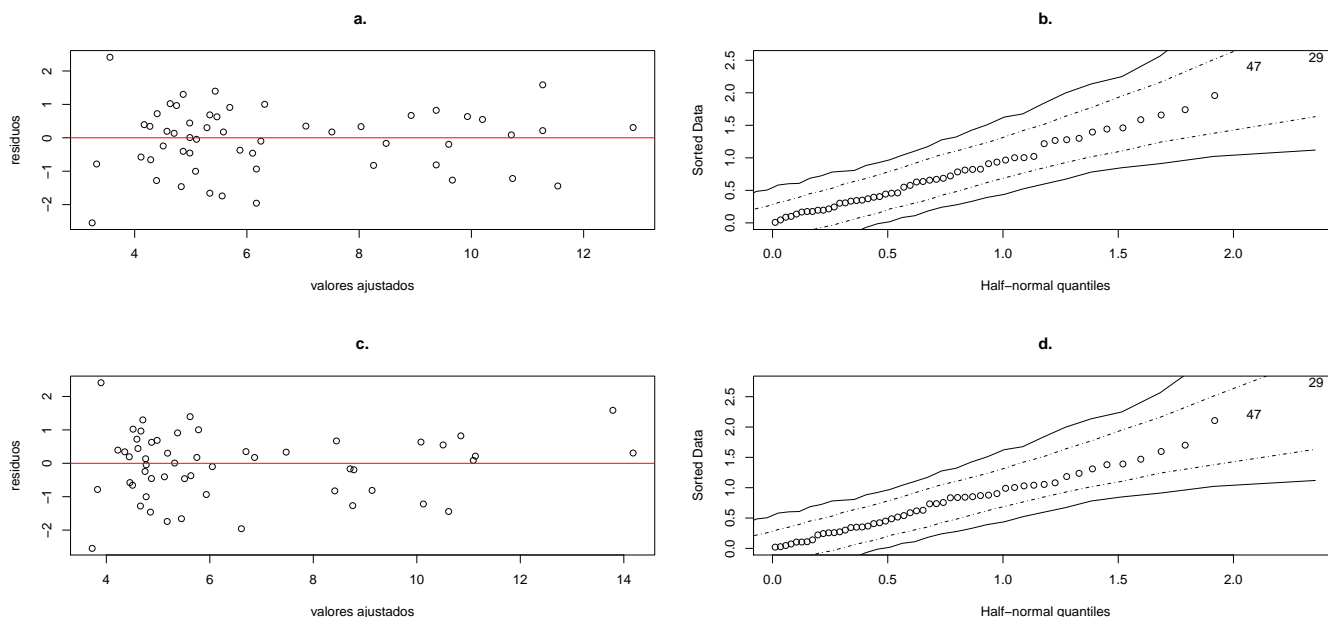 a.
residuos
2
1
0
−1
−2
4 6 8 10 12
valores ajustados
b.
Sorted Data
2.5
2.0
1.5
1.0
0.5
0.0
47
29
0.0 0.5 1.0 1.5 2.0
Half−normal quantiles
c.
residuos
2
1
0
−1
−2
4 6 8 10 12 14
valores ajustados
d.
Sorted Data
2.5
2.0
1.5
1.0
0.5
0.0
47
29
0.0 0.5 1.0 1.5 2.0
Half−normal quantiles